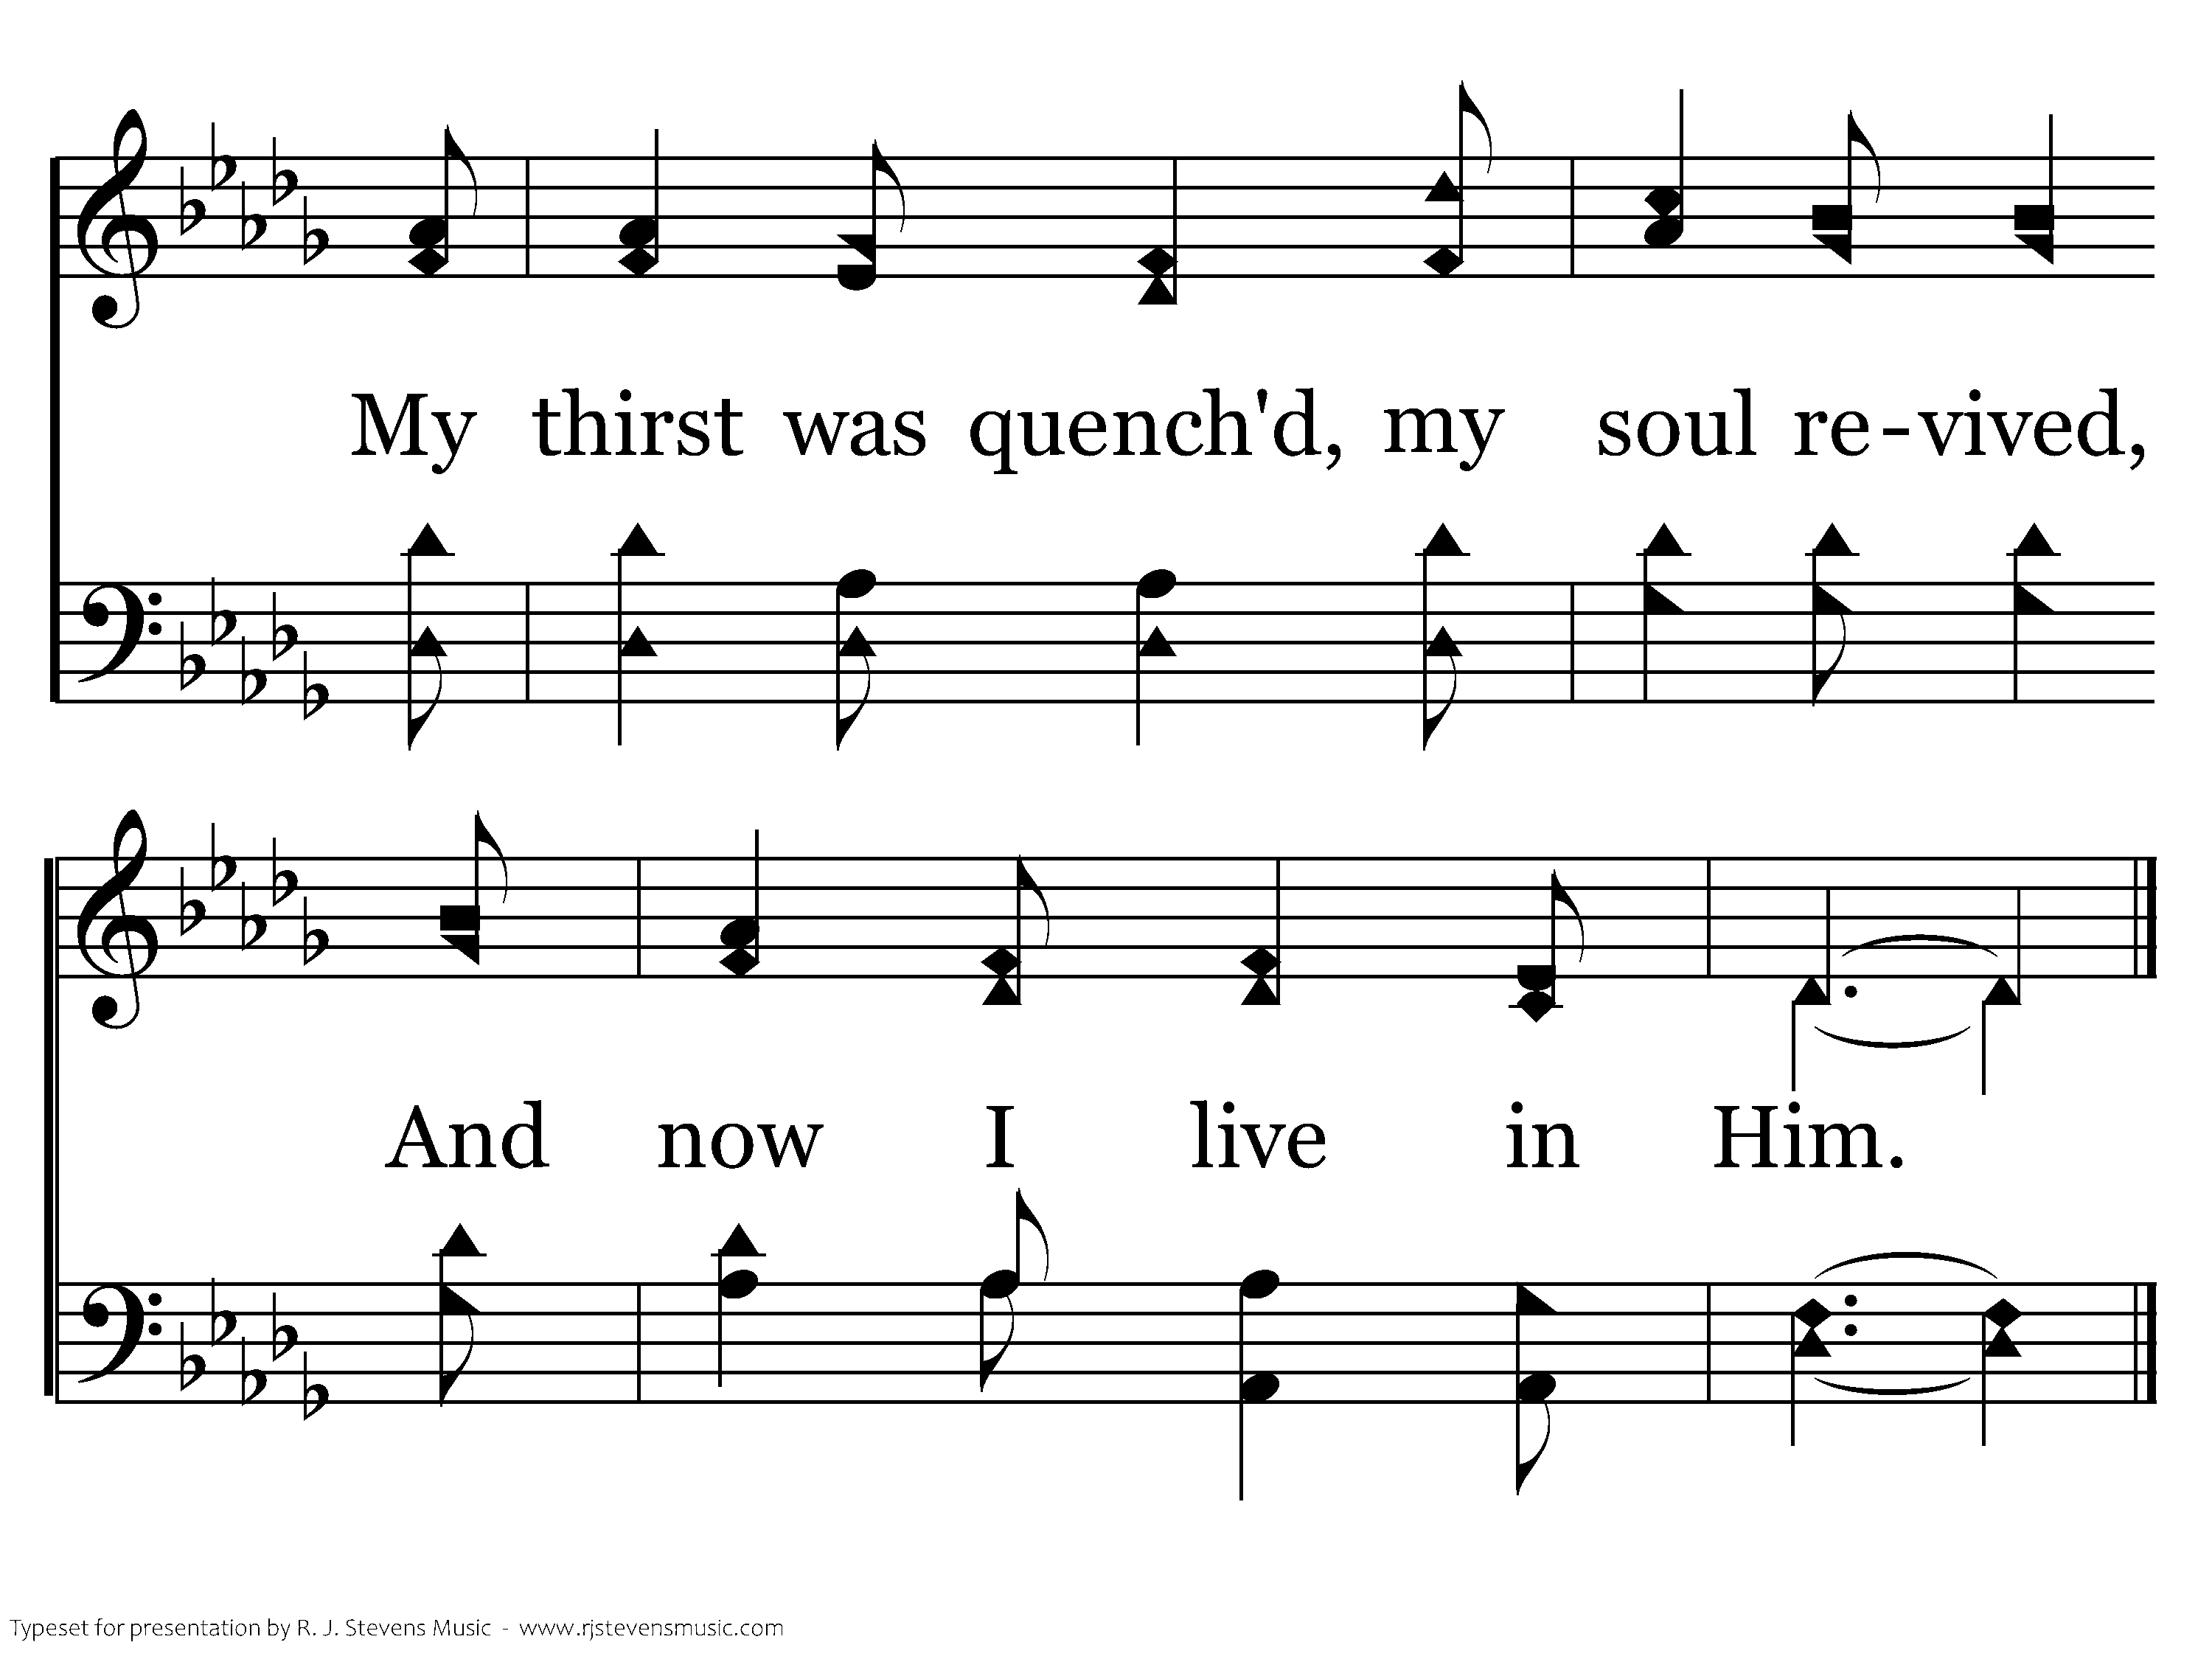 My thirst was quench'd, my soul re-vived,
And now I live in Him.
Typeset for presentation by R. J. Stevens Music - www.rjstevensmusic.com